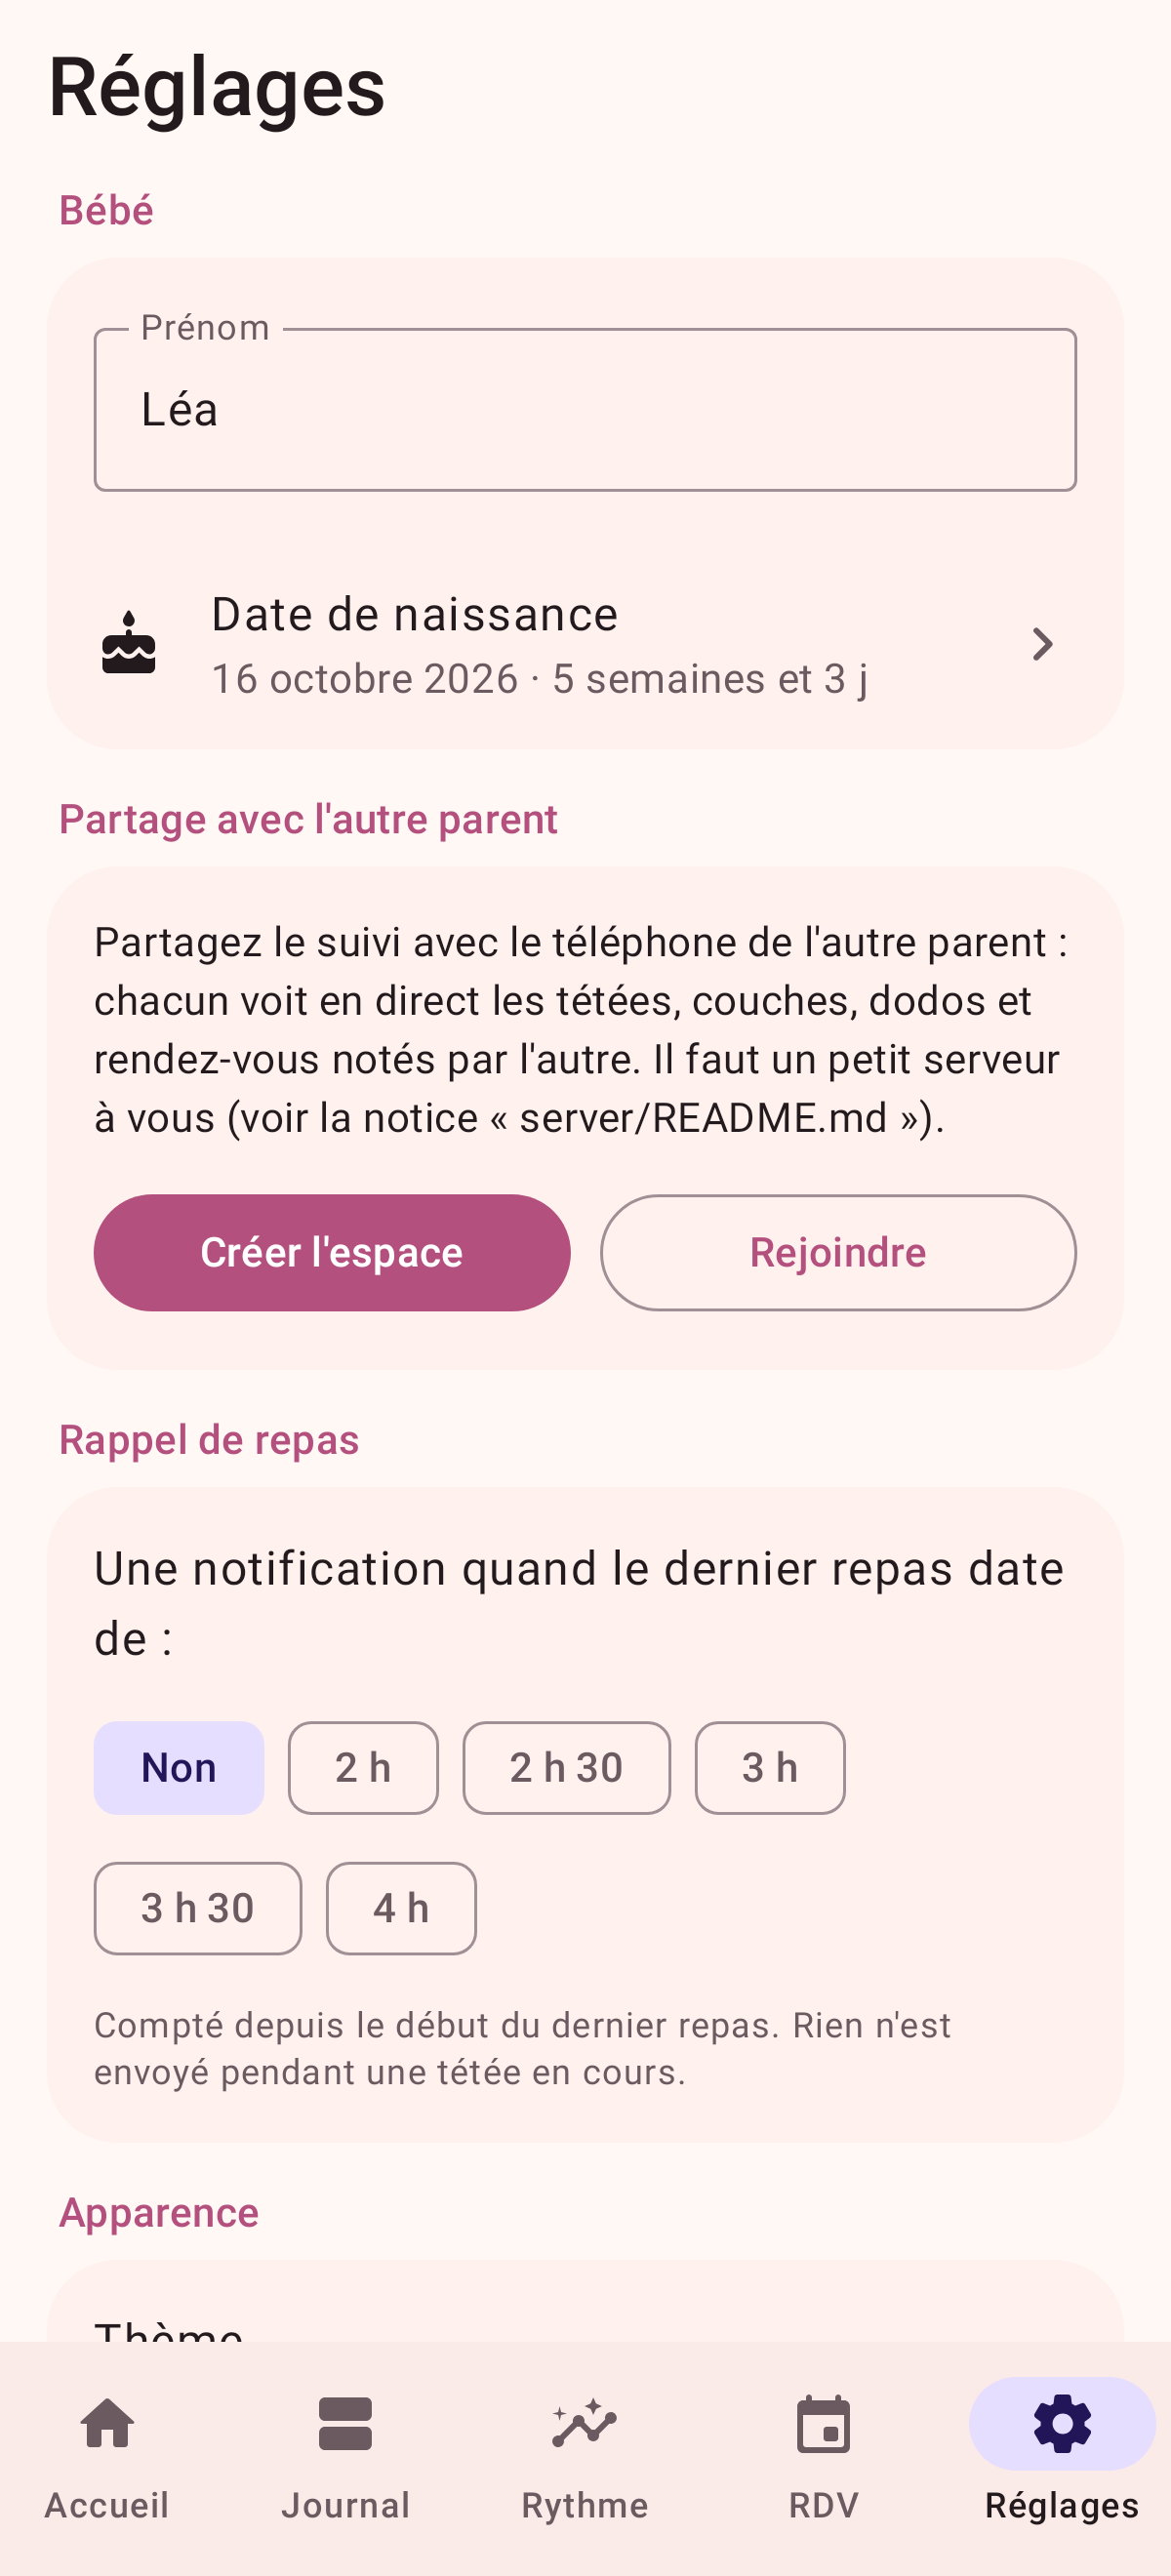 Réglages
Bébé
Prénom
Léa
Date de naissance
16 octobre 2026 · 5 semaines et 3 j
Partage avec l'autre parent
Partagez le suivi avec le téléphone de l'autre parent :
chacun voit en direct les tétées, couches, dodos et
rendez-vous notés par l'autre. Il faut un petit serveur
à vous (voir la notice « server/README.md »).
Créer l'espace
Rejoindre
Rappel de repas
Une notification quand le dernier repas date
de :
Non
2 h
2 h 30
3 h
3 h 30
4 h
Compté depuis le début du dernier repas. Rien n'est
envoyé pendant une tétée en cours.
Apparence
Thème
Accueil
Journal
Rythme
RDV
Réglages